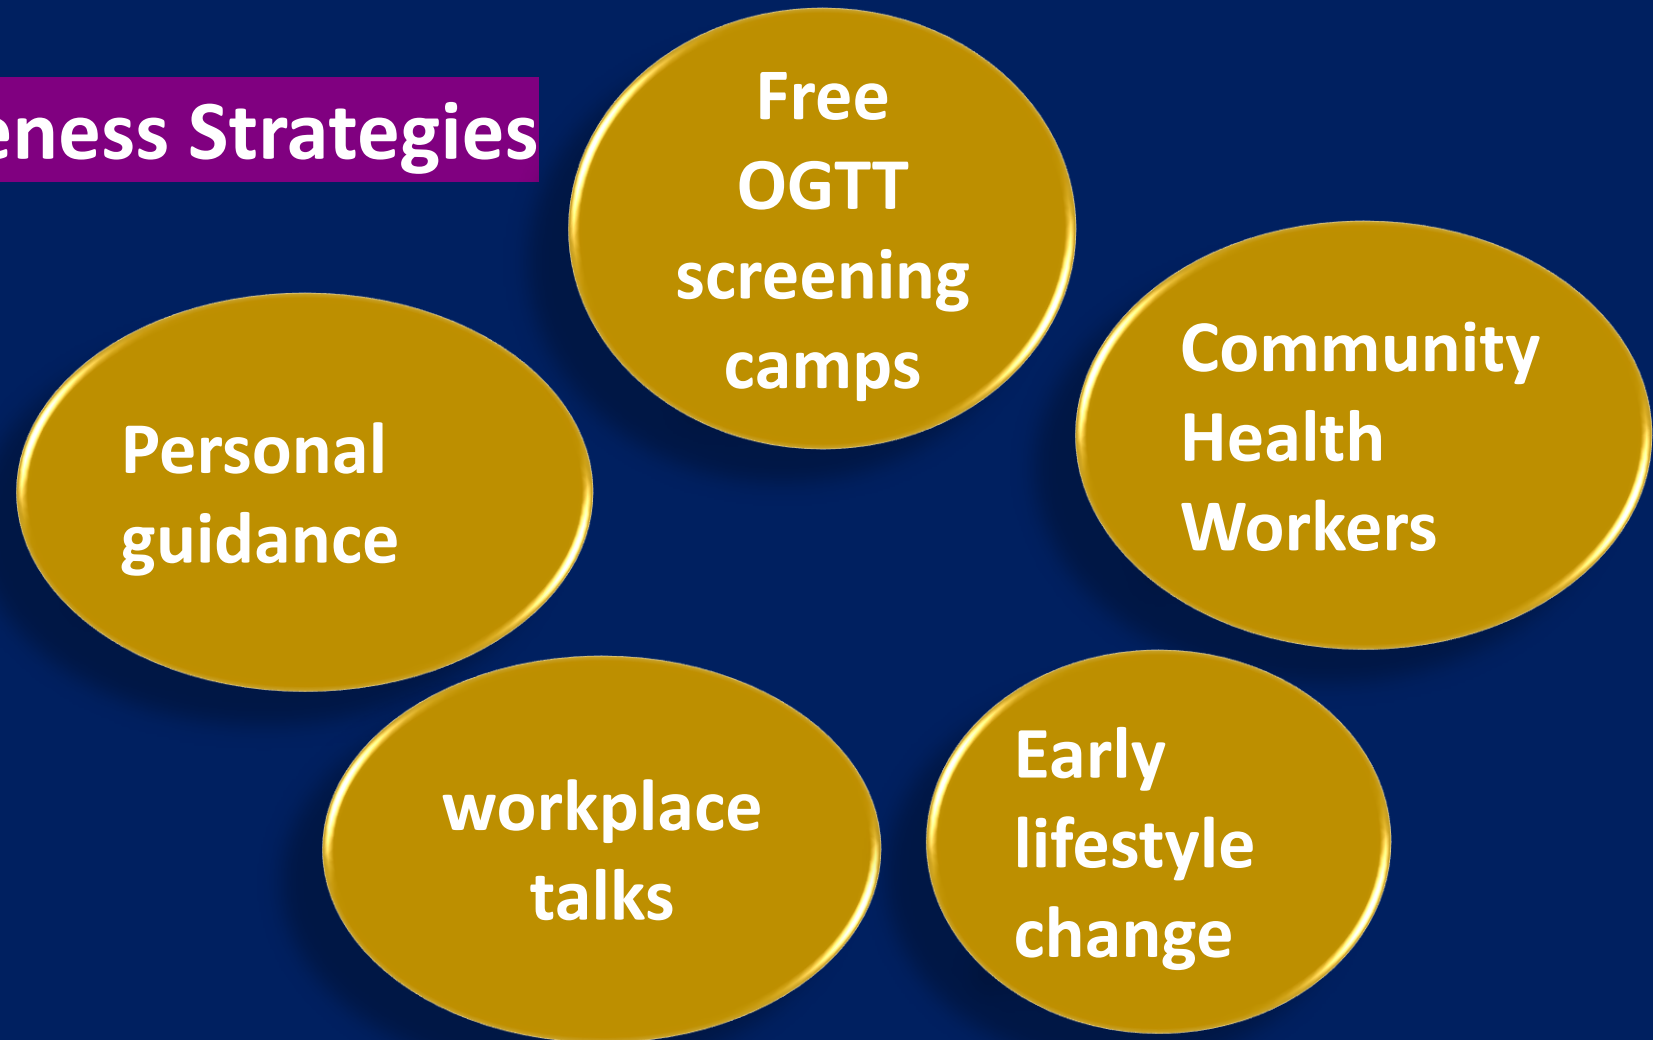 eness Strategies
Free
OGTT
screening
camps
Community
Health
Workers
Personal
guidance
workplace
talks
Early
lifestyle
change